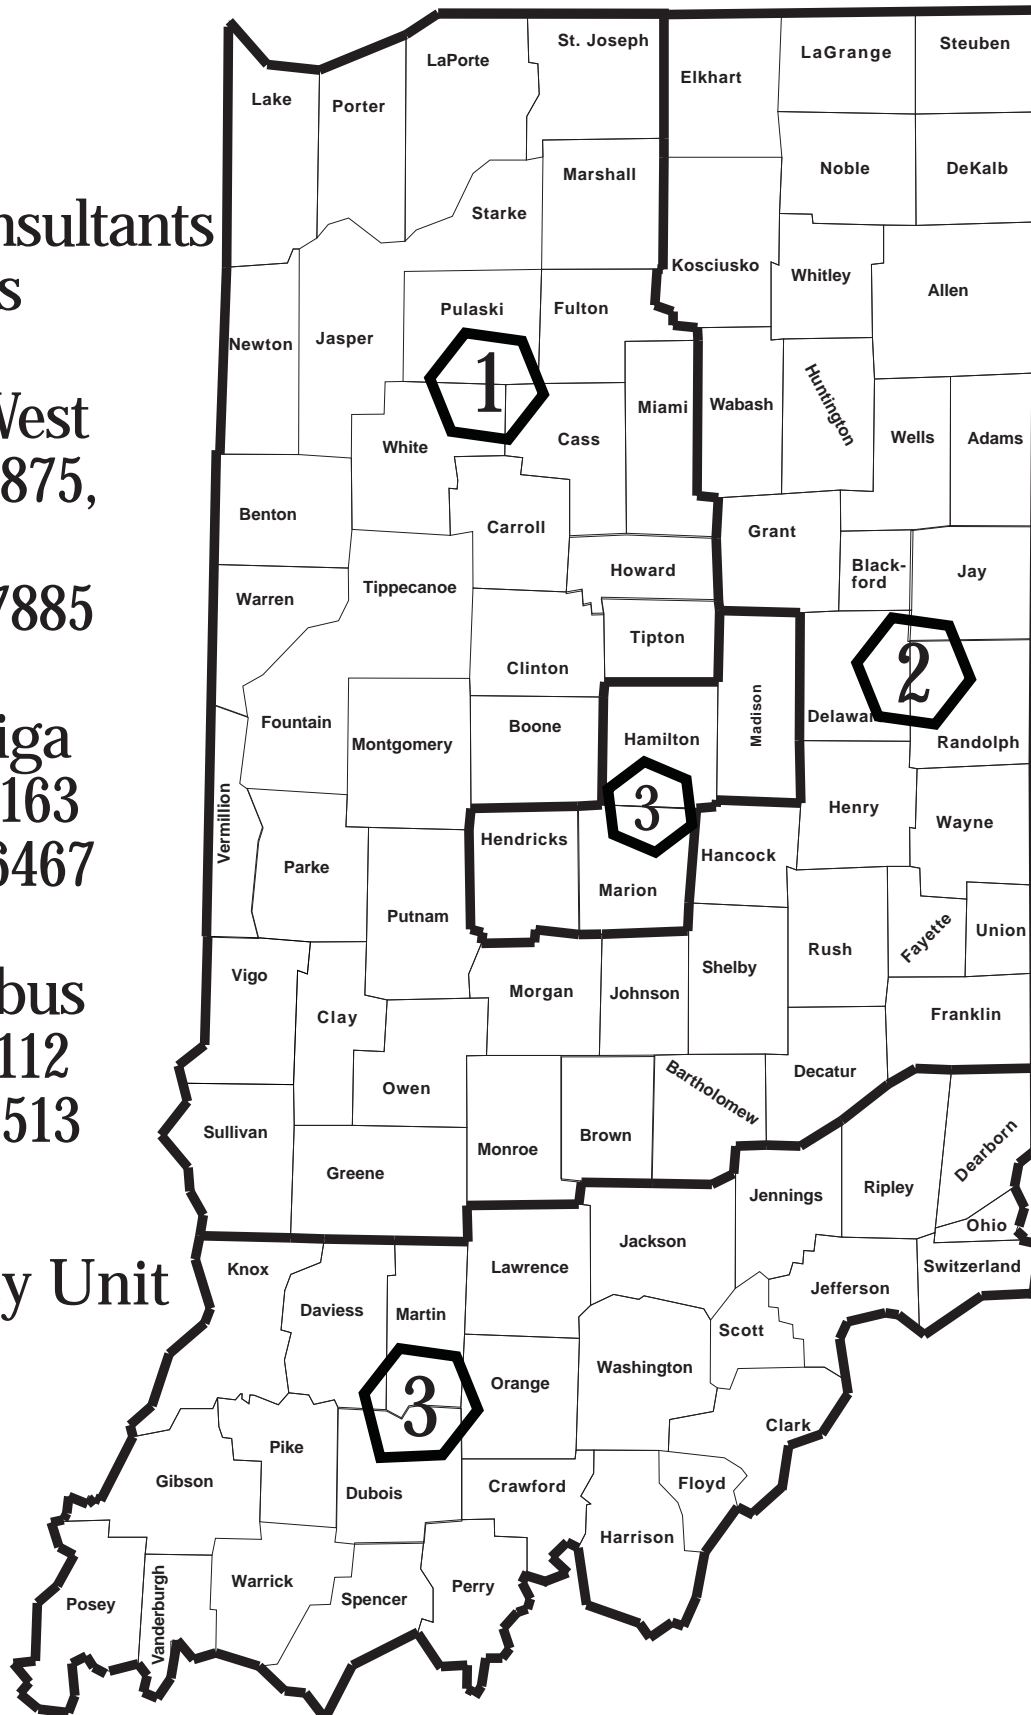 nsultants
s
West
875,
7885
iga
163
6467
bus
112
513
y Unit
St. Joseph
LaPorte
Lake
Porter
Elkhart
LaGrange
Steuben
Marshall
Noble
DeKalb
Starke
Kosciusko
Whitley
Allen
Pulaski
Fulton
Newton
Jasper
1
Miami
Wabash
Huntington
White
Cass
Wells
Adams
Benton
Carroll
Grant
Howard
Black-
ford
Jay
Warren
Tippecanoe
Tipton
Clinton
2
Fountain
Montgomery
Boone
Hamilton
Madison
Delawar
Randolph
3
Vermillion
Hendricks
Henry
Wayne
Parke
Marion
Hancock
Putnam
Rush
Fayette
Union
Vigo
Clay
Morgan
Johnson
Shelby
Franklin
Owen
Bartholomew
Decatur
Sullivan
Monroe
Brown
Dearborn
Greene
Jennings
Ripley
Ohio
Jackson
Knox
Lawrence
Switzerland
Daviess
Martin
Jefferson
Scott
Washington
Orange
3
Clark
Pike
Gibson
Dubois
Crawford
Floyd
Harrison
Posey
Vanderburgh
Warrick
Spencer
Perry